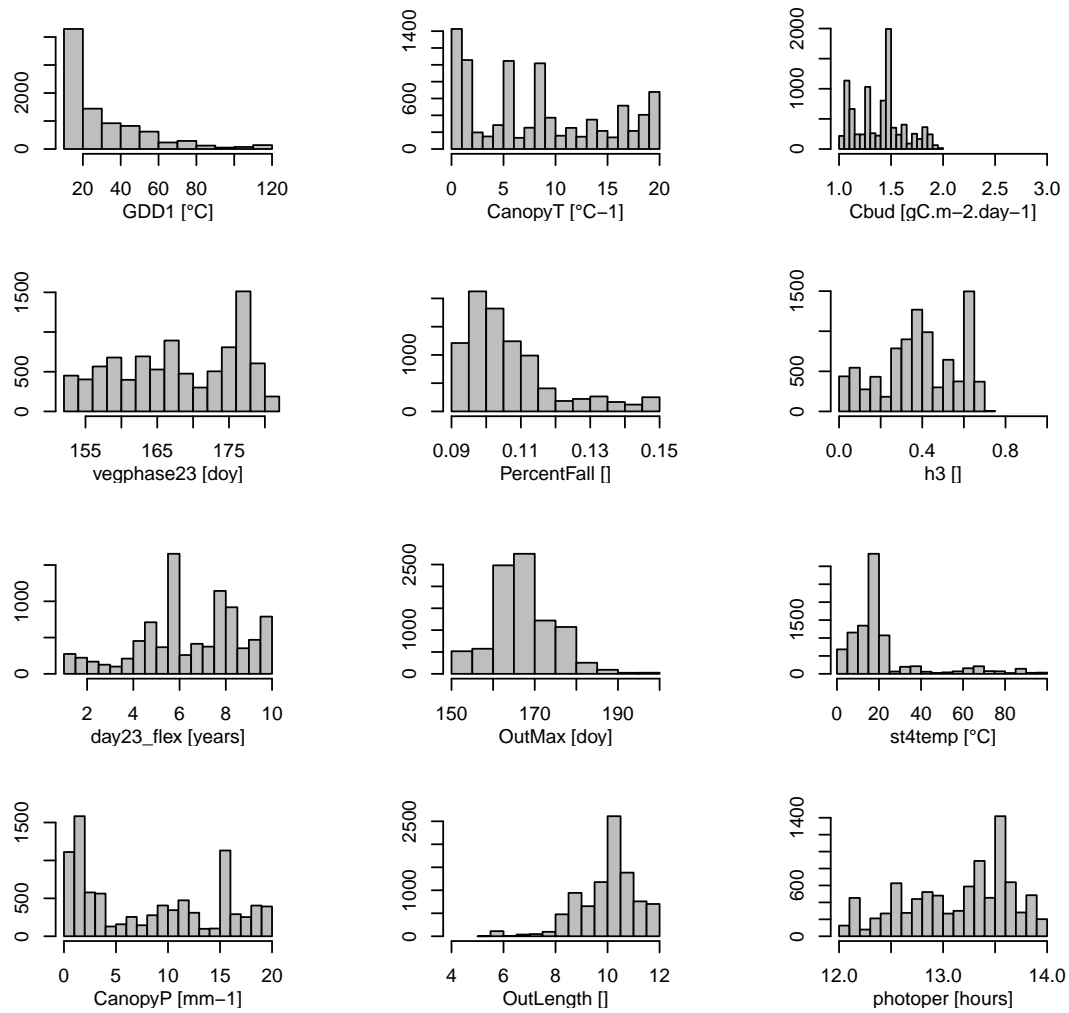 0 2000
20 40 60 80 120
GDD1 [°C]
0 600 1400
0 5 10 15 20
CanopyT [°C−1]
0 500 1000 2000
1.0 1.5 2.0 2.5 3.0
Cbud [gC.m−2.day−1]
0 500 1500
155 165 175
vegphase23 [doy]
0 1000
0.09 0.11 0.13 0.15
PercentFall []
0 500 1500
0.0 0.4 0.8
h3 []
0 1000
2 4 6 8 10
day23_flex [years]
0 1000 2500
150 170 190
OutMax [doy]
0 1500
0 20 40 60 80
st4temp [°C]
0 500 1500
0 5 10 15 20
CanopyP [mm−1]
0 1000 2500
4 6 8 10 12
OutLength []
0 600 1400
12.0 13.0 14.0
photoper [hours]